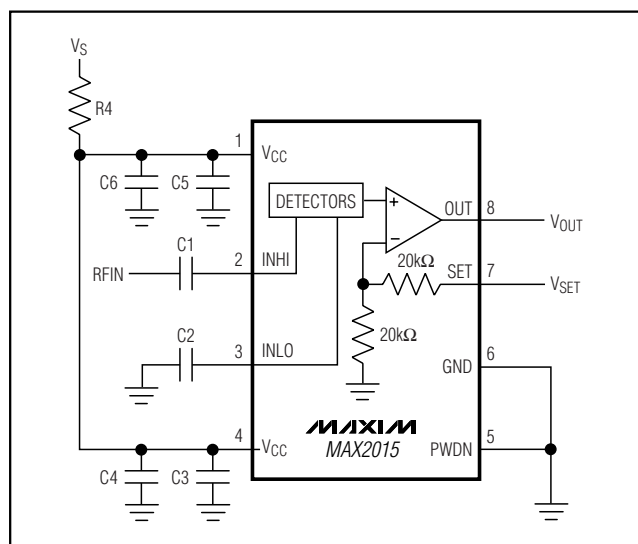 VS
R4
1
VCC
C6
C5
DETECTORS
+
−
OUT
8
VOUT
C1
RFIN
2
INHI
20kΩ
SET
7
VSET
C2
20kΩ
3
INLO
GND
6
4
VCC
MAXIM
MAX2015
PWDN
5
C4
C3